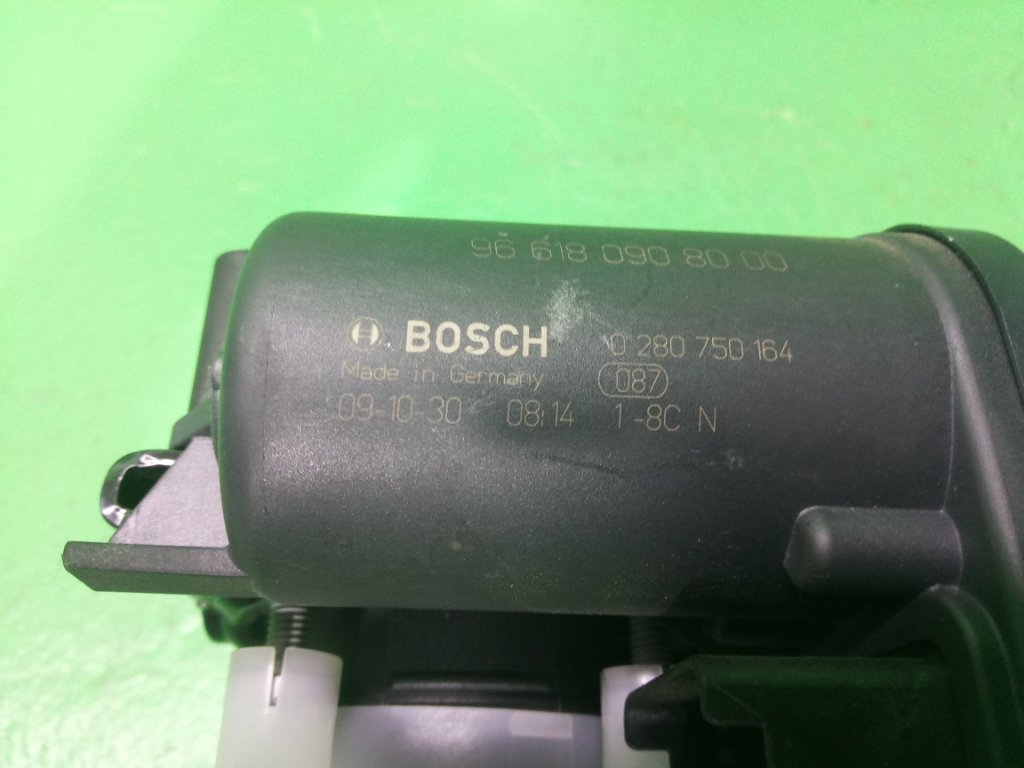 96 618 090 80 00
BOSCH 0 280 750 164
Made in Germany 087
09-10-30 08:14 1-8C N